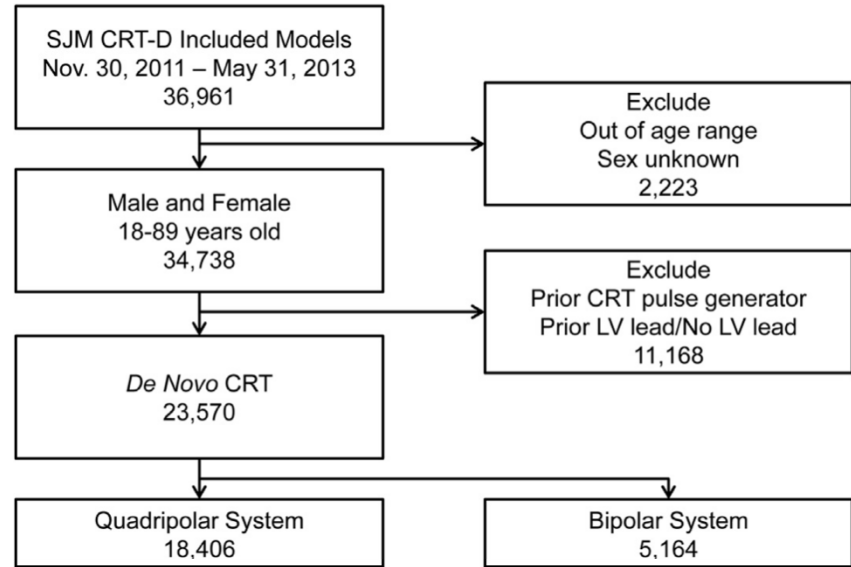 SJM CRT-D Included Models
Nov. 30, 2011 – May 31, 2013
36,961
Exclude
Out of age range
Sex unknown
2,223
Male and Female
18-89 years old
34,738
Exclude
Prior CRT pulse generator
Prior LV lead/No LV lead
11,168
De Novo CRT
23,570
Quadripolar System
18,406
Bipolar System
5,164